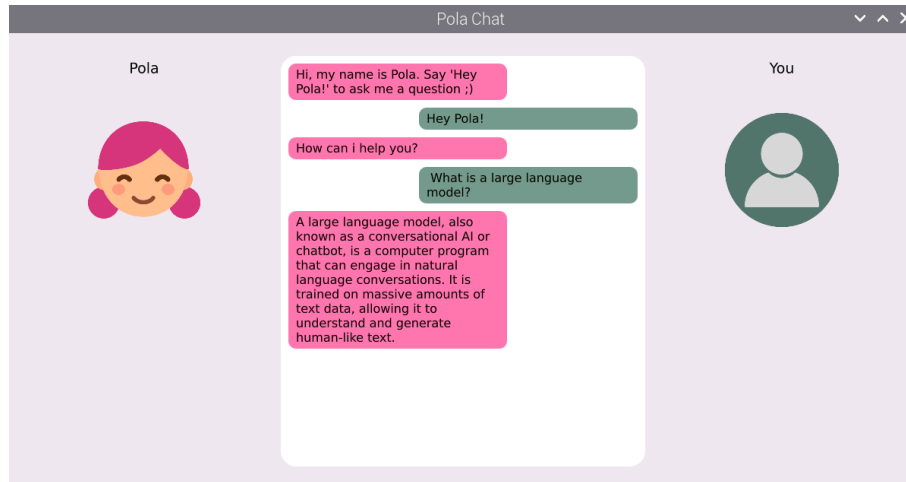 Pola Chat
Pola
You
Hi, my name is Pola. Say 'Hey
Pola!' to ask me a question ;)
Hey Pola!
How can i help you?
What is a large language
model?
A large language model, also
known as a conversational AI or
chatbot, is a computer program
that can engage in natural
language conversations. It is
trained on massive amounts of
text data, allowing it to
understand and generate
human-like text.